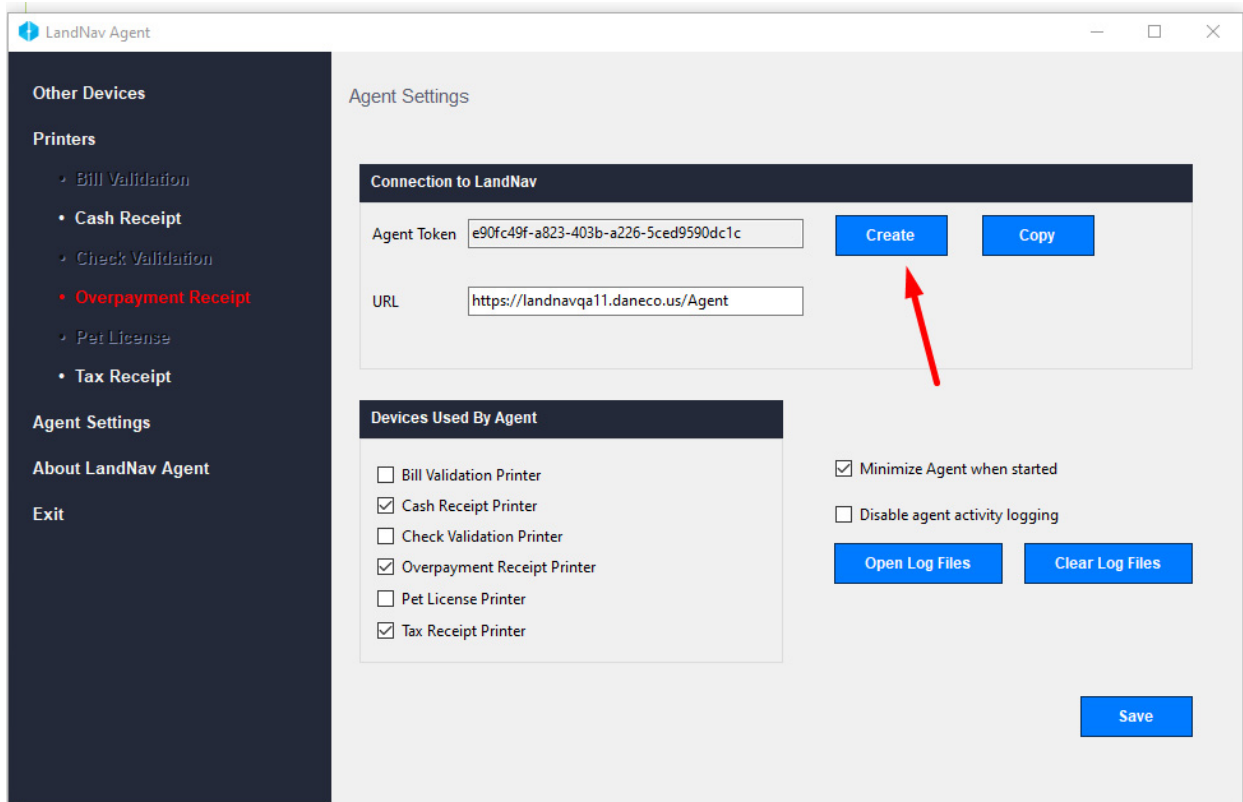 LandNav Agent
Other Devices
Printers
• Bill Validation
• Cash Receipt
• Check Validation
• Overpayment Receipt
• Pet License
• Tax Receipt
Agent Settings
About LandNav Agent
Exit
Agent Settings
Connection to LandNav
Agent Token e90fc49f-a823-403b-a226-5ced9590dc1c Create Copy
URL https://landnavqa11.daneco.us/Agent
Devices Used By Agent
Bill Validation Printer
Cash Receipt Printer
Check Validation Printer
Overpayment Receipt Printer
Pet License Printer
Tax Receipt Printer
Minimize Agent when started
Disable agent activity logging
Open Log Files Clear Log Files
Save